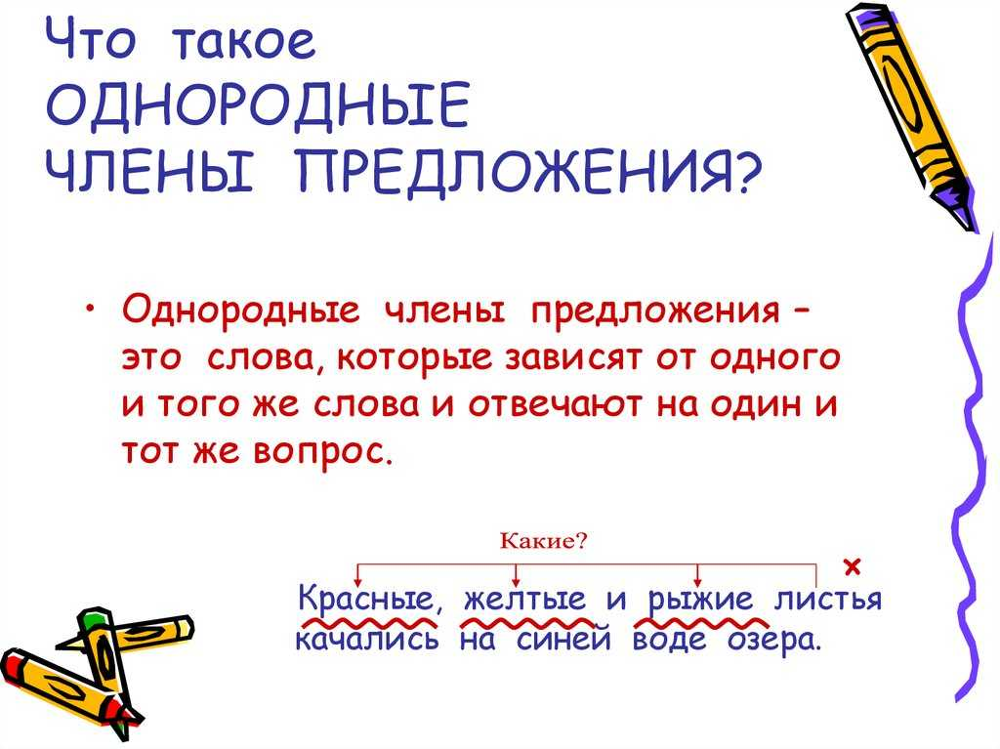 Что такое
ОДНОРОДНЫЕ
ЧЛЕНЫ ПРЕДЛОЖЕНИЯ?
• Однородные члены предложения –
это слова, которые зависят от одного
и того же слова и отвечают на один и
тот же вопрос.
Какие?
х
Красные, желтые и рыжие листья
качались на синей воде озера.